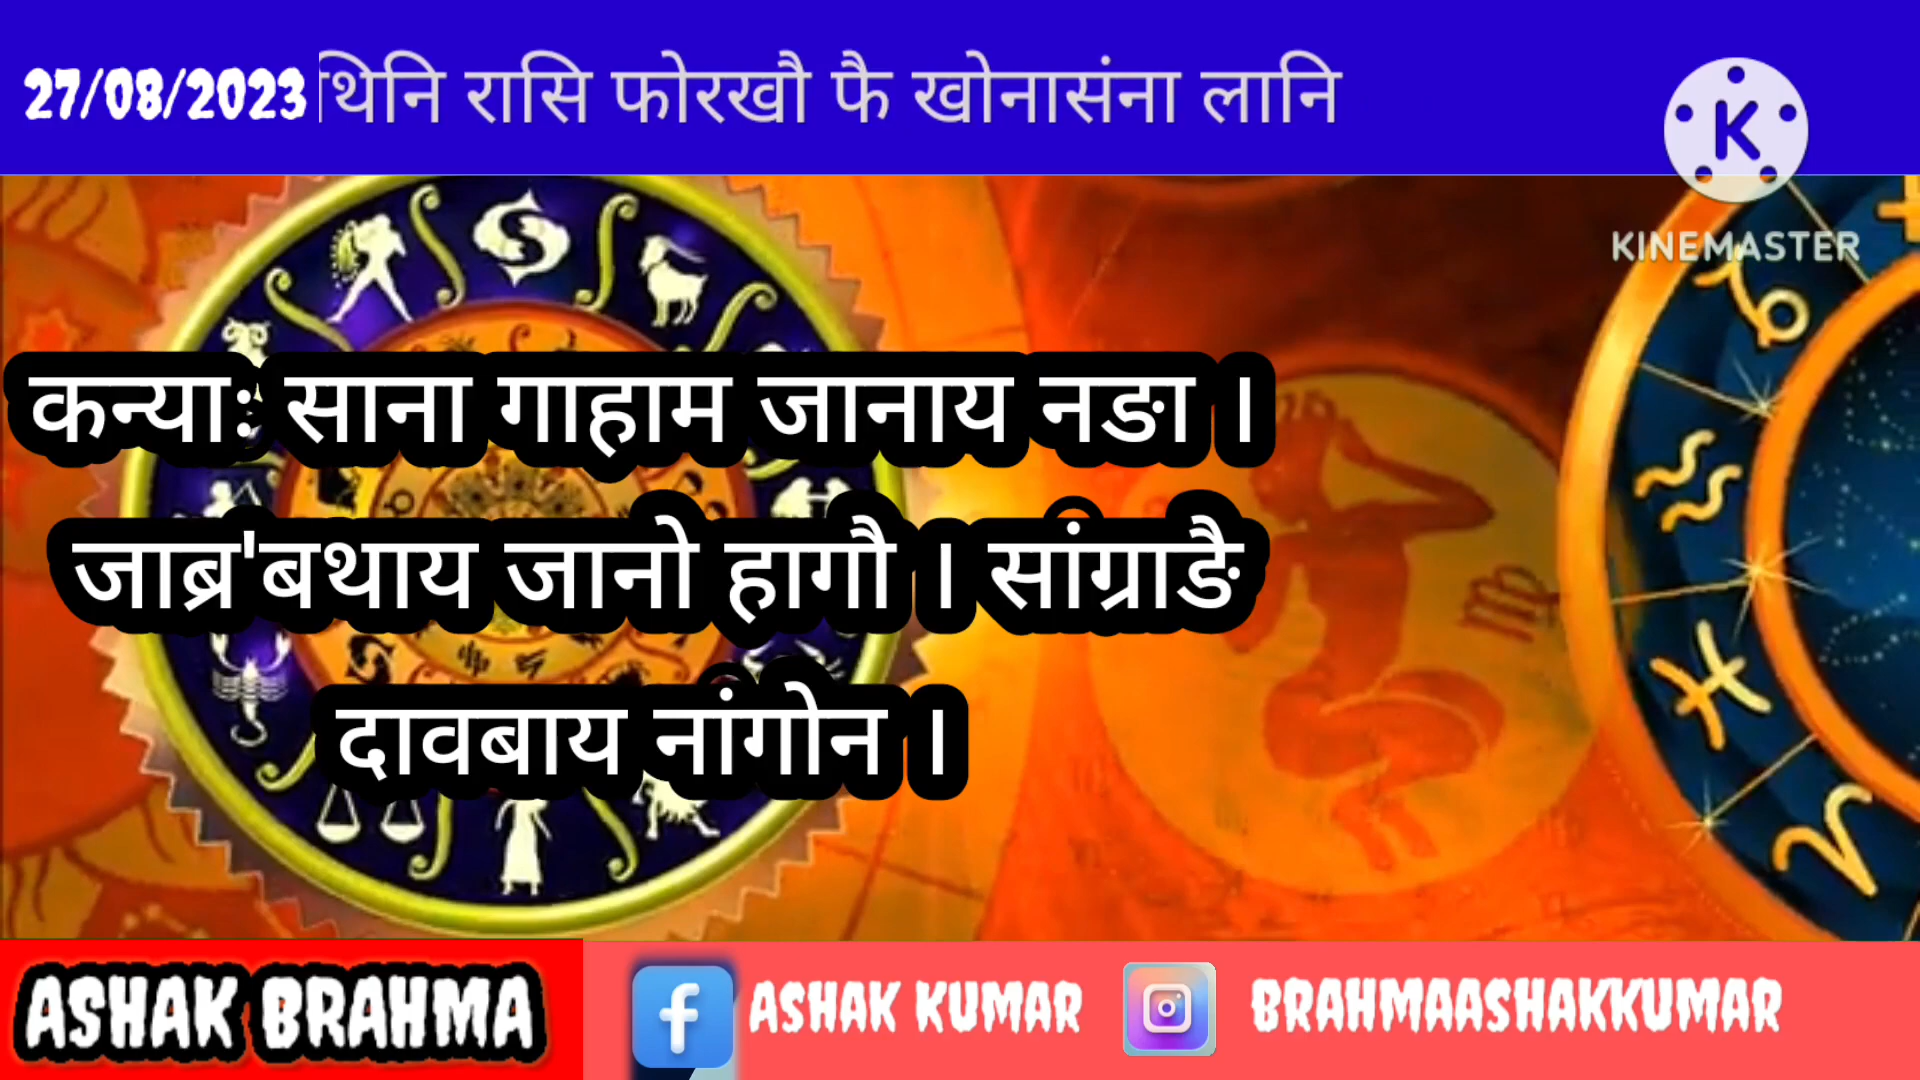 27/08/2023 थिनि रासि फोरखौ फै खोनासंना लानि
KINEMASTER
कन्याः साना गाहाम जानाय नङा ।
जाब्र'बथाय जानो हागौ । सांग्राङै
दावबाय नांगोन ।
ASHAK BRAHMA
ASHAK KUMAR
BRAHMAASHAKKUMAR